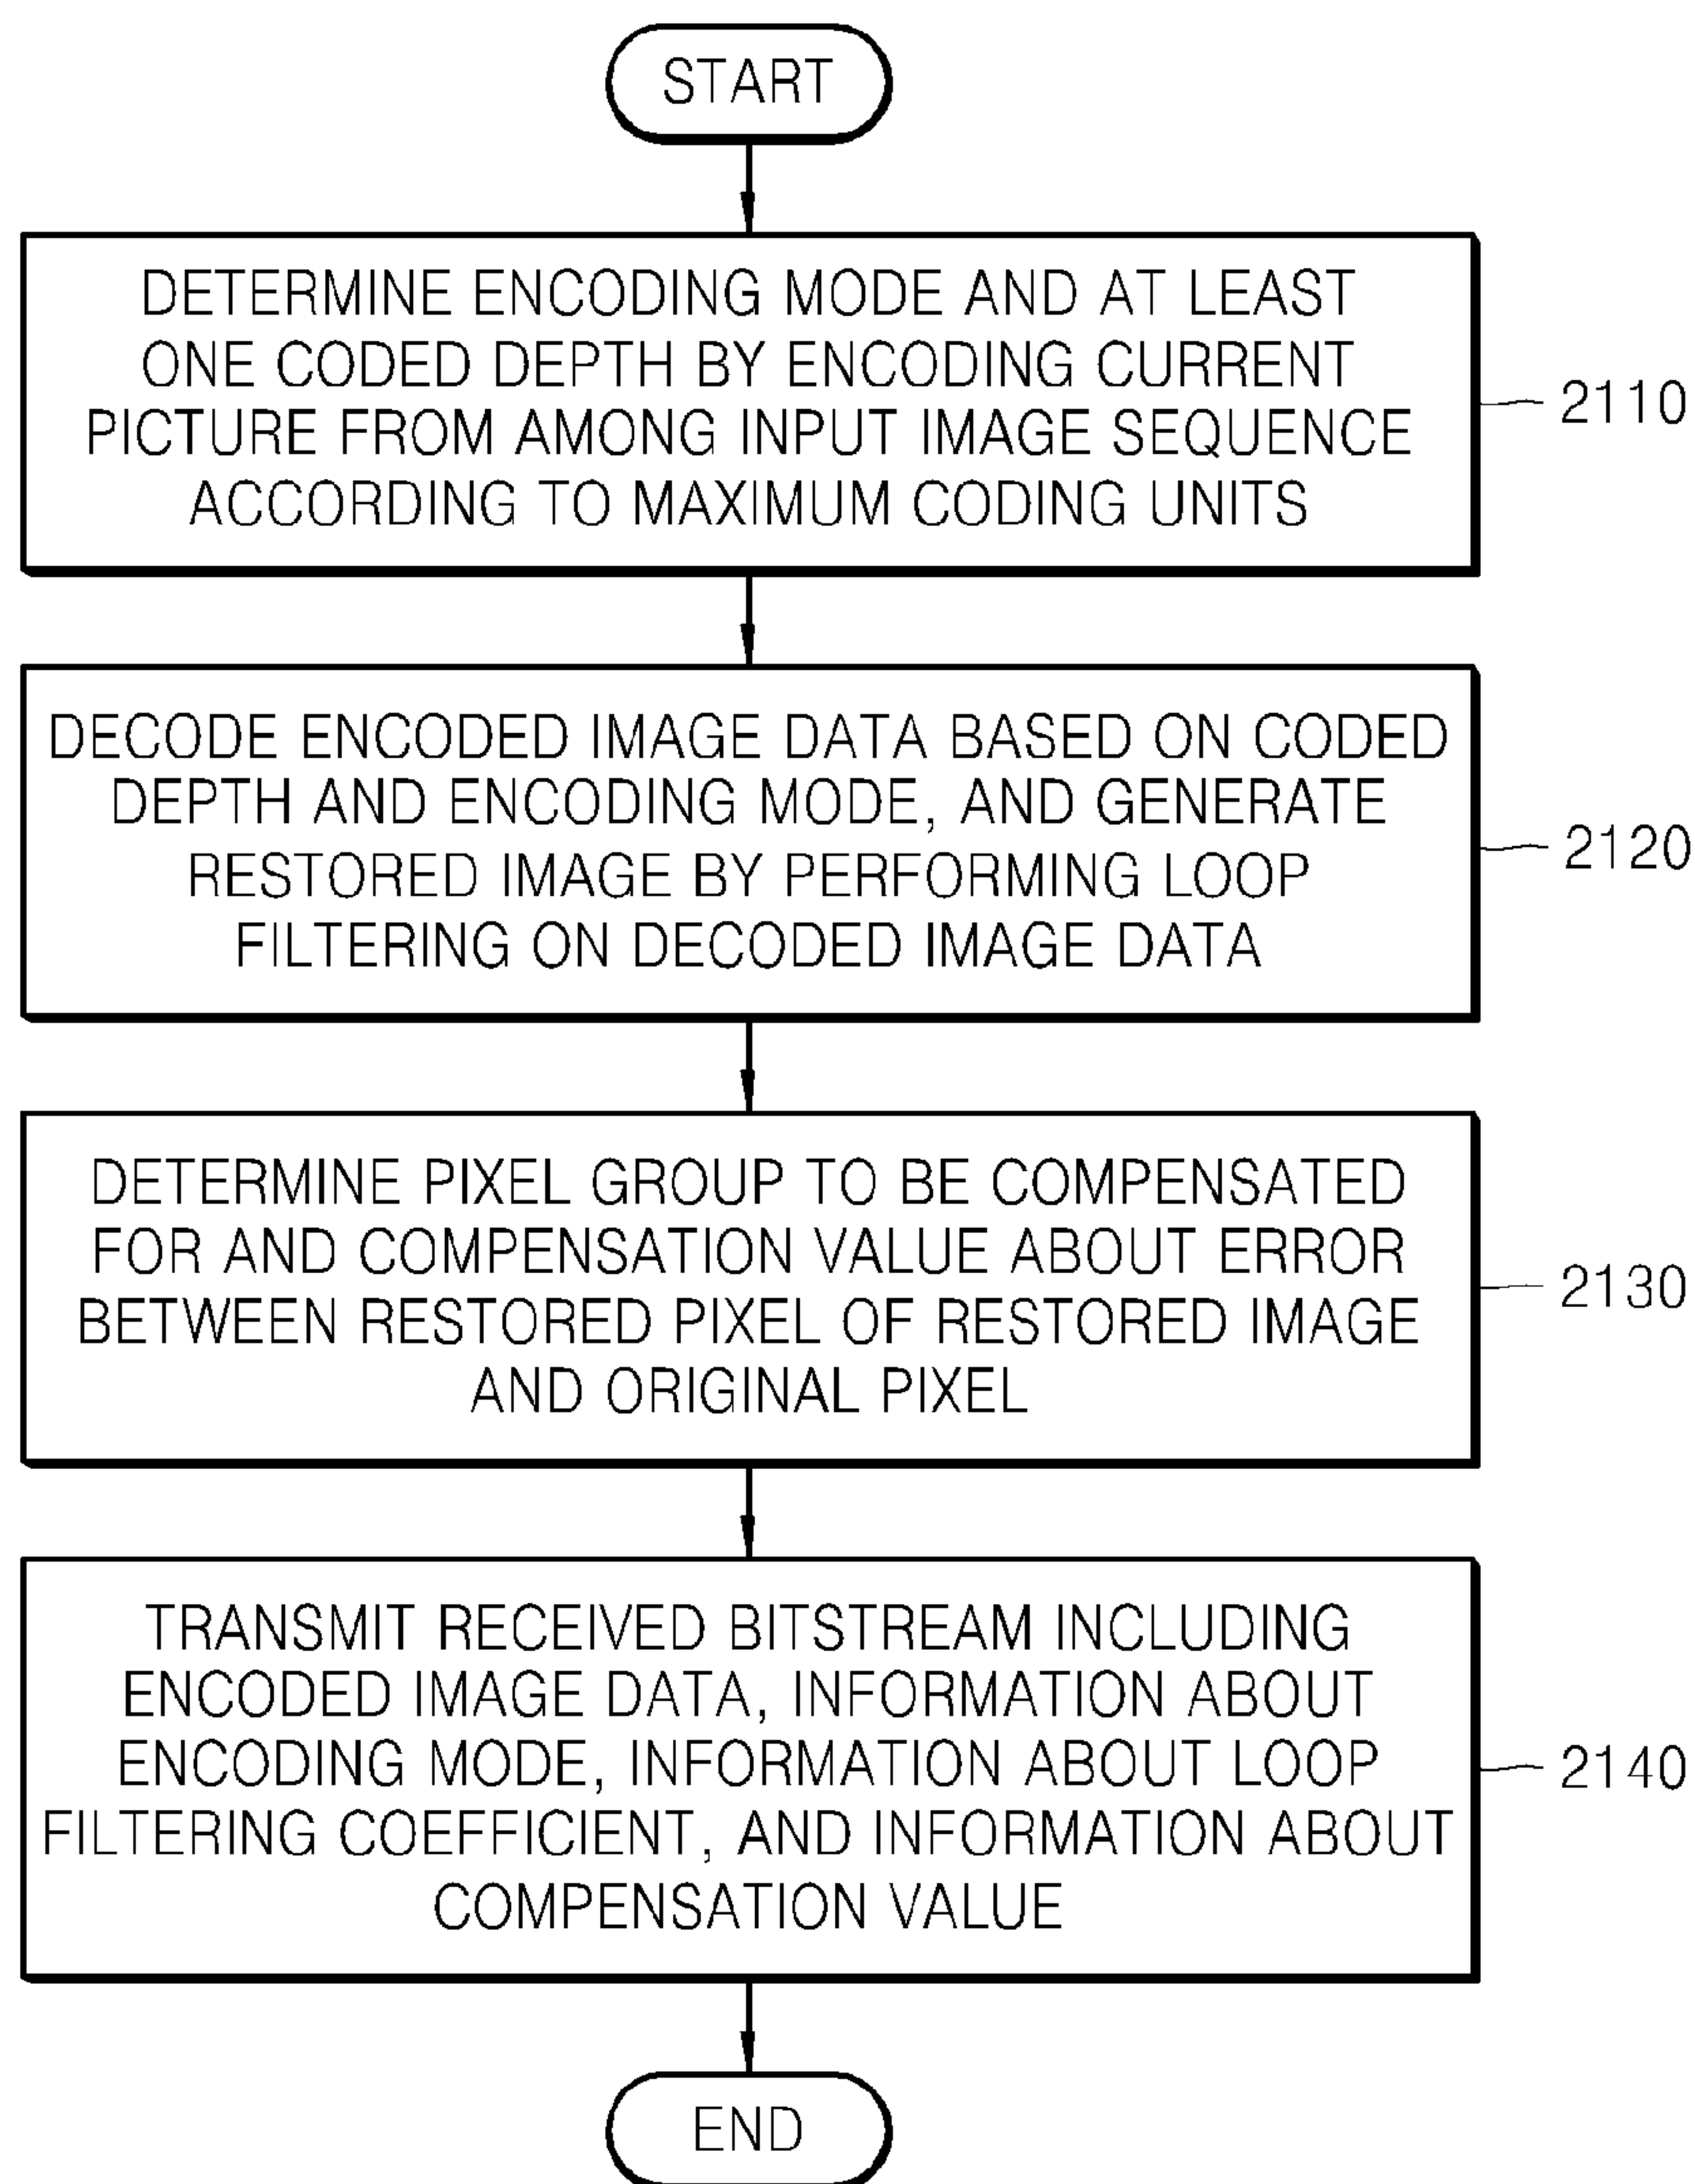 START
DETERMINE ENCODING MODE AND AT LEAST
ONE CODED DEPTH BY ENCODING CURRENT
PICTURE FROM AMONG INPUT IMAGE SEQUENCE
ACCORDING TO MAXIMUM CODING UNITS
2110
DECODE ENCODED IMAGE DATA BASED ON CODED
DEPTH AND ENCODING MODE, AND GENERATE
RESTORED IMAGE BY PERFORMING LOOP
FILTERING ON DECODED IMAGE DATA
2120
DETERMINE PIXEL GROUP TO BE COMPENSATED
FOR AND COMPENSATION VALUE ABOUT ERROR
BETWEEN RESTORED PIXEL OF RESTORED IMAGE
AND ORIGINAL PIXEL
2130
TRANSMIT RECEIVED BITSTREAM INCLUDING
ENCODED IMAGE DATA, INFORMATION ABOUT
ENCODING MODE, INFORMATION ABOUT LOOP
FILTERING COEFFICIENT, AND INFORMATION ABOUT
COMPENSATION VALUE
2140
END